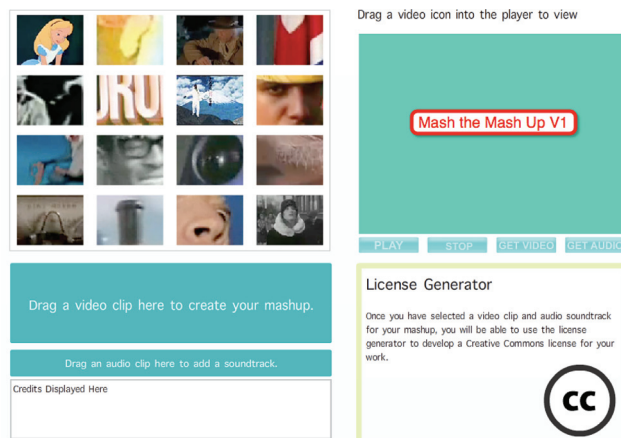 Drag a video icon into the player to view
Mash the Mash Up V1
PLAY STOP GET VIDEO GET AUDIO
Drag a video clip here to create your mashup.
Drag an audio clip here to add a soundtrack.
Credits Displayed Here
License Generator
Once you have selected a video clip and audio soundtrack
for your mashup, you will be able to use the license
generator to develop a Creative Commons license for your
work.
cc